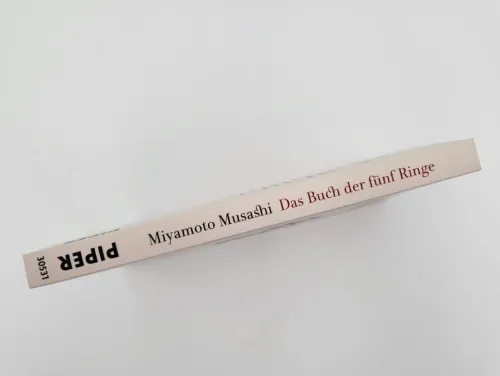 Miyamoto Musashi Das Buch der fünf Ringe
PIPER
30531